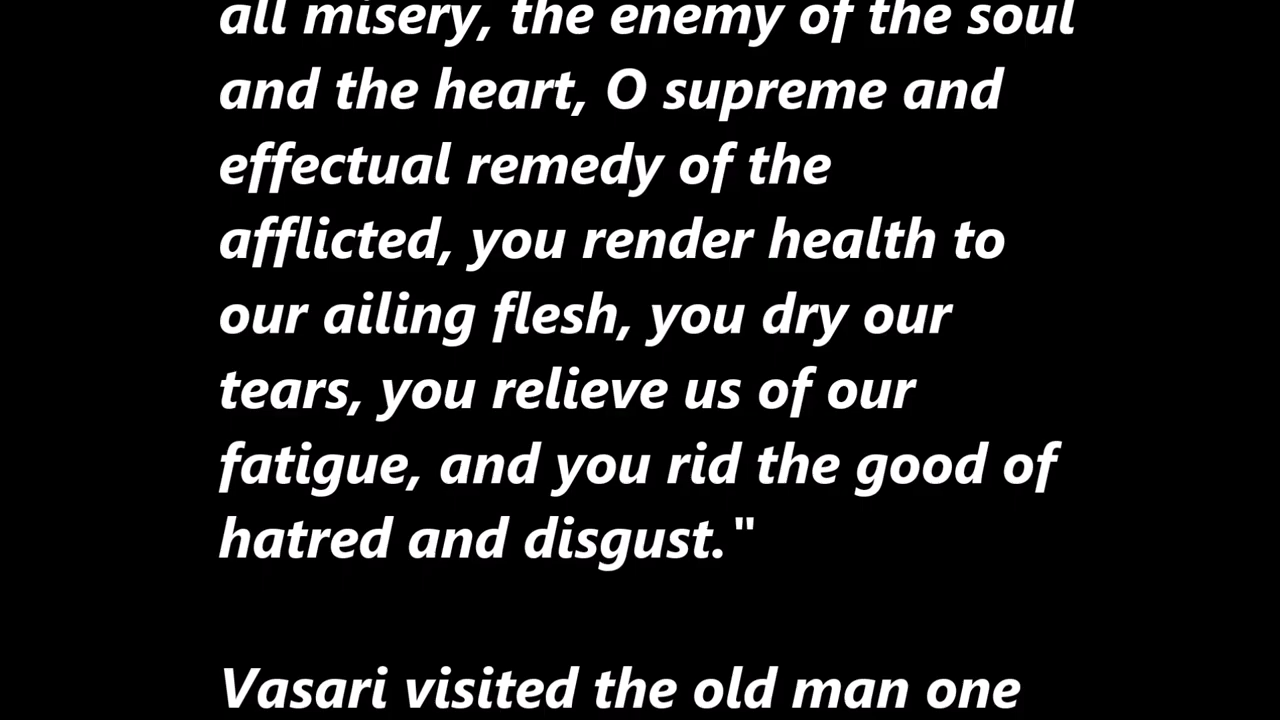 all misery, the enemy of the soul
and the heart, O supreme and
effectual remedy of the
afflicted, you render health to
our ailing flesh, you dry our
tears, you relieve us of our
fatigue, and you rid the good of
hatred and disgust."
Vasari visited the old man one